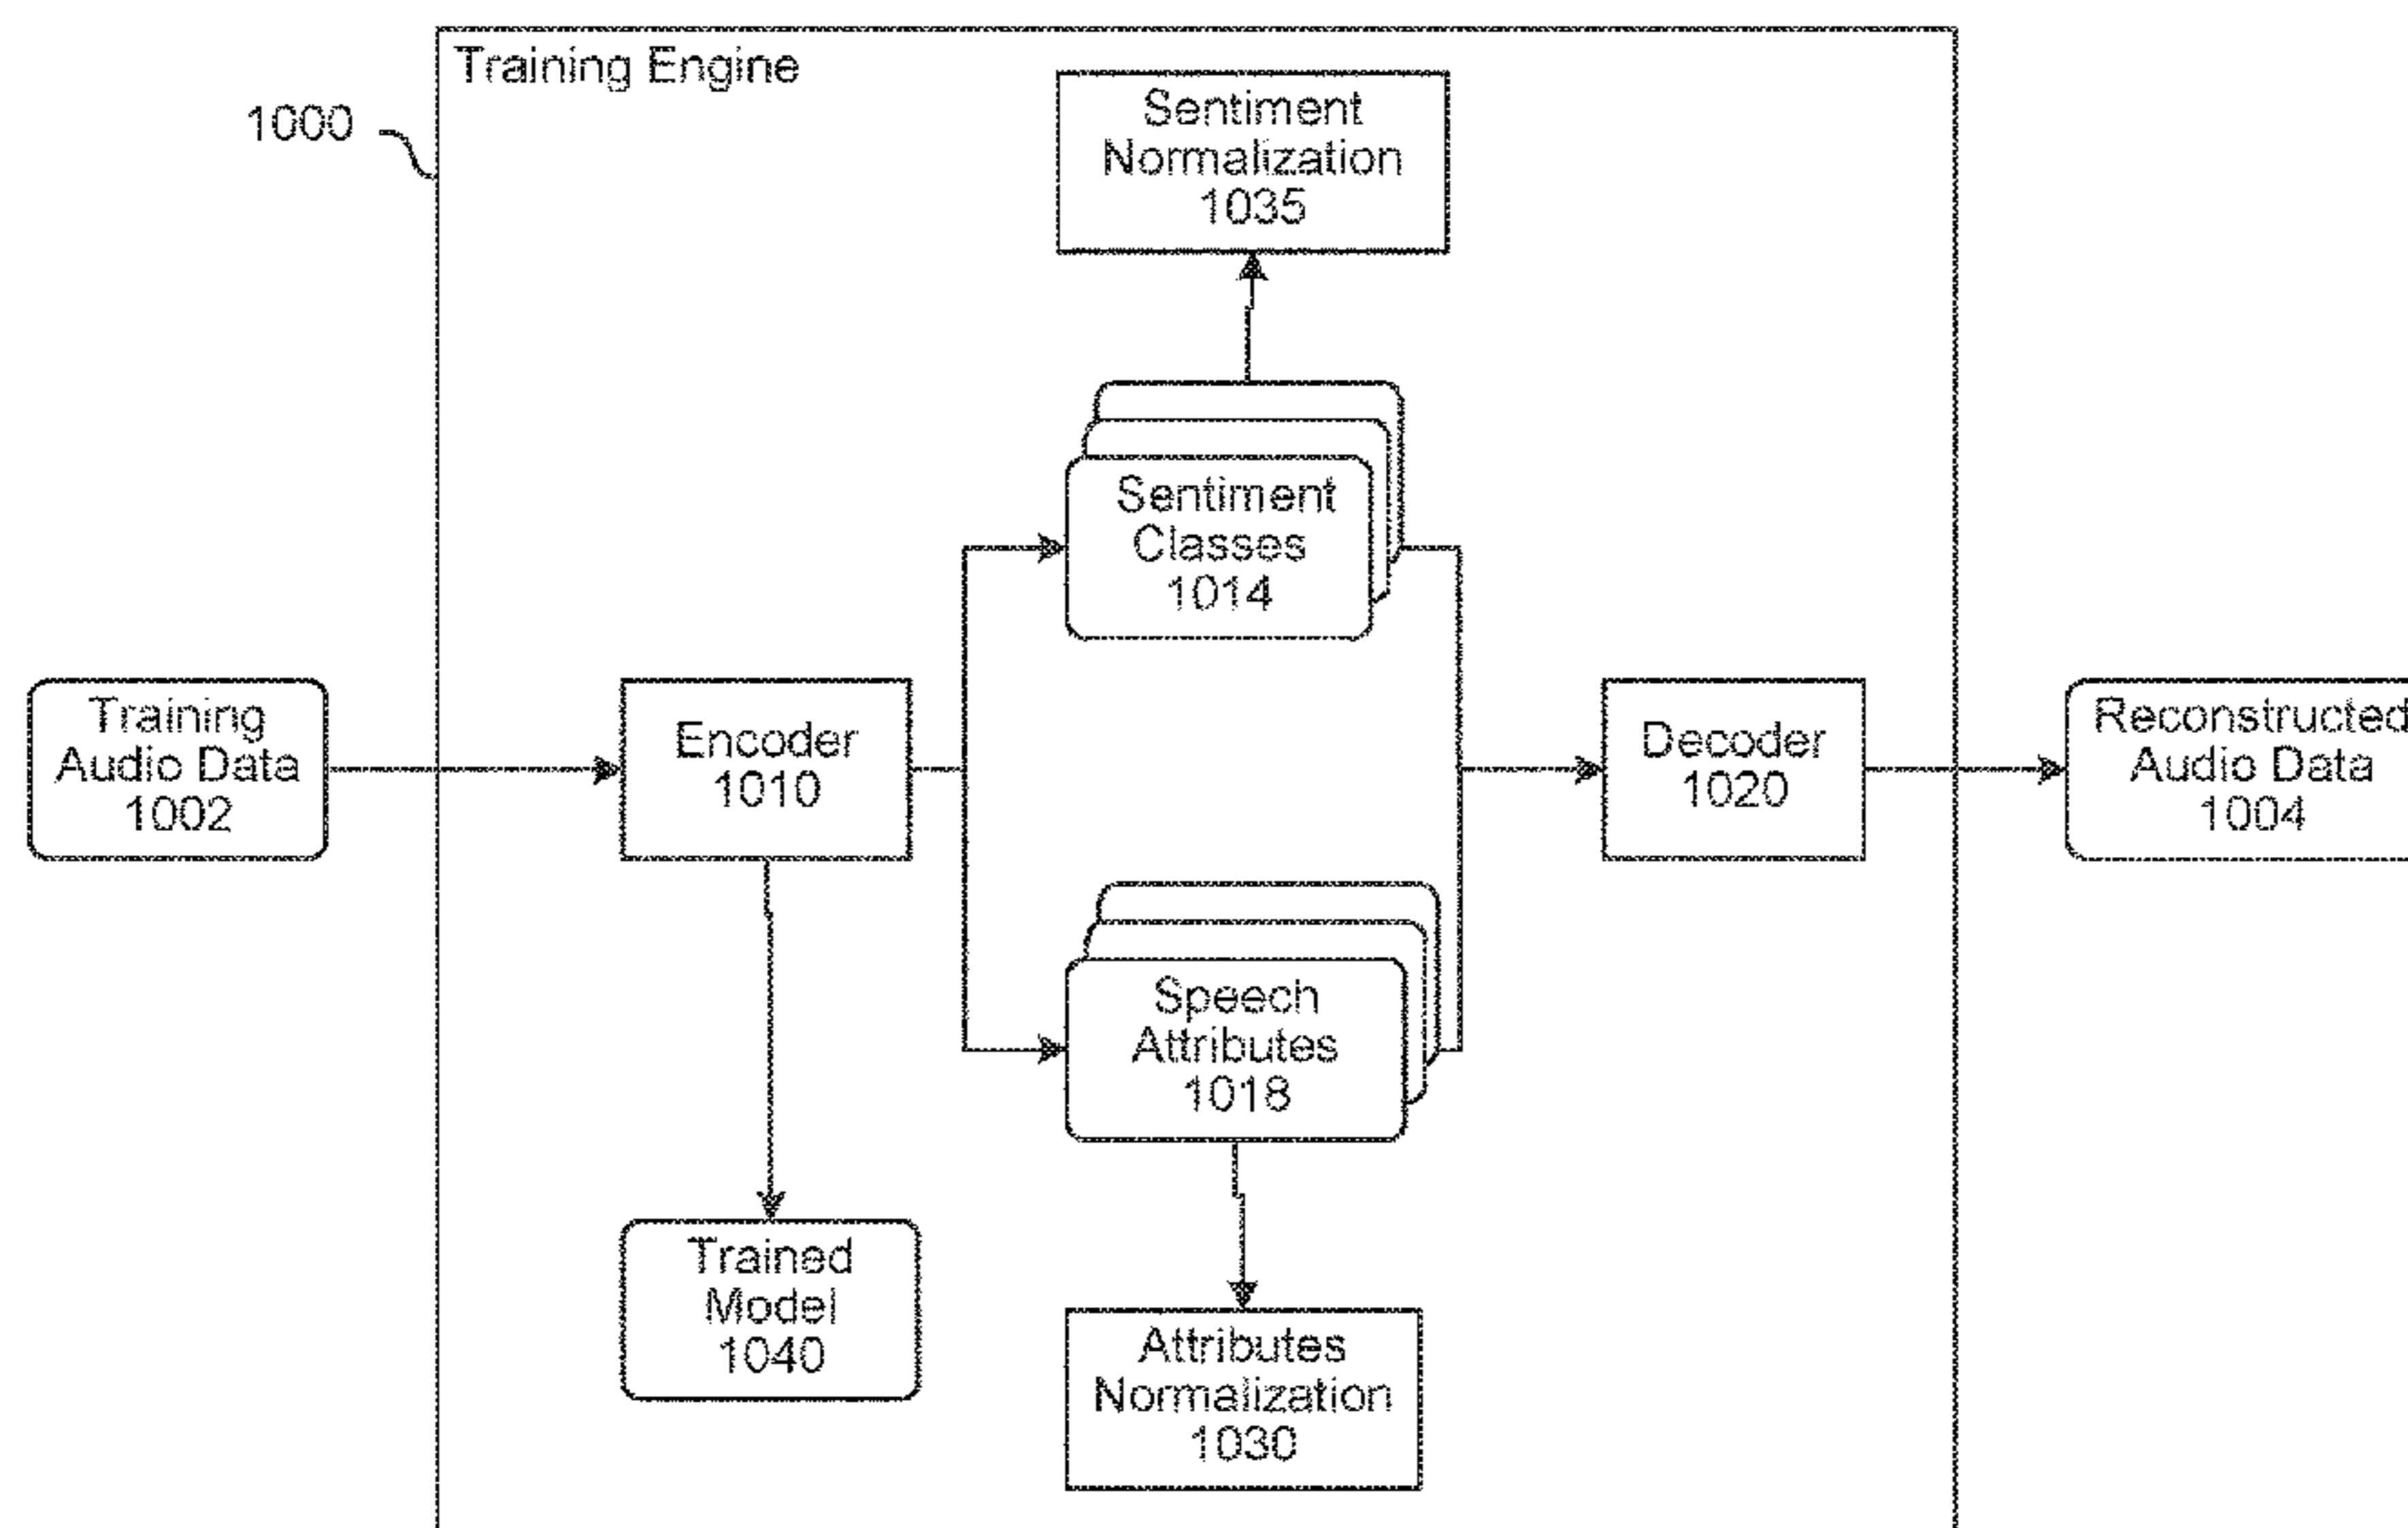 Training Engine
1000
Sentiment
Normalization
1035
Sentiment
Classes
1014
Training
Audio Data
1002
Encoder
1010
Decoder
1020
Reconstructed
Audio Data
1004
Speech
Attributes
1018
Trained
Model
1040
Attributes
Normalization
1030